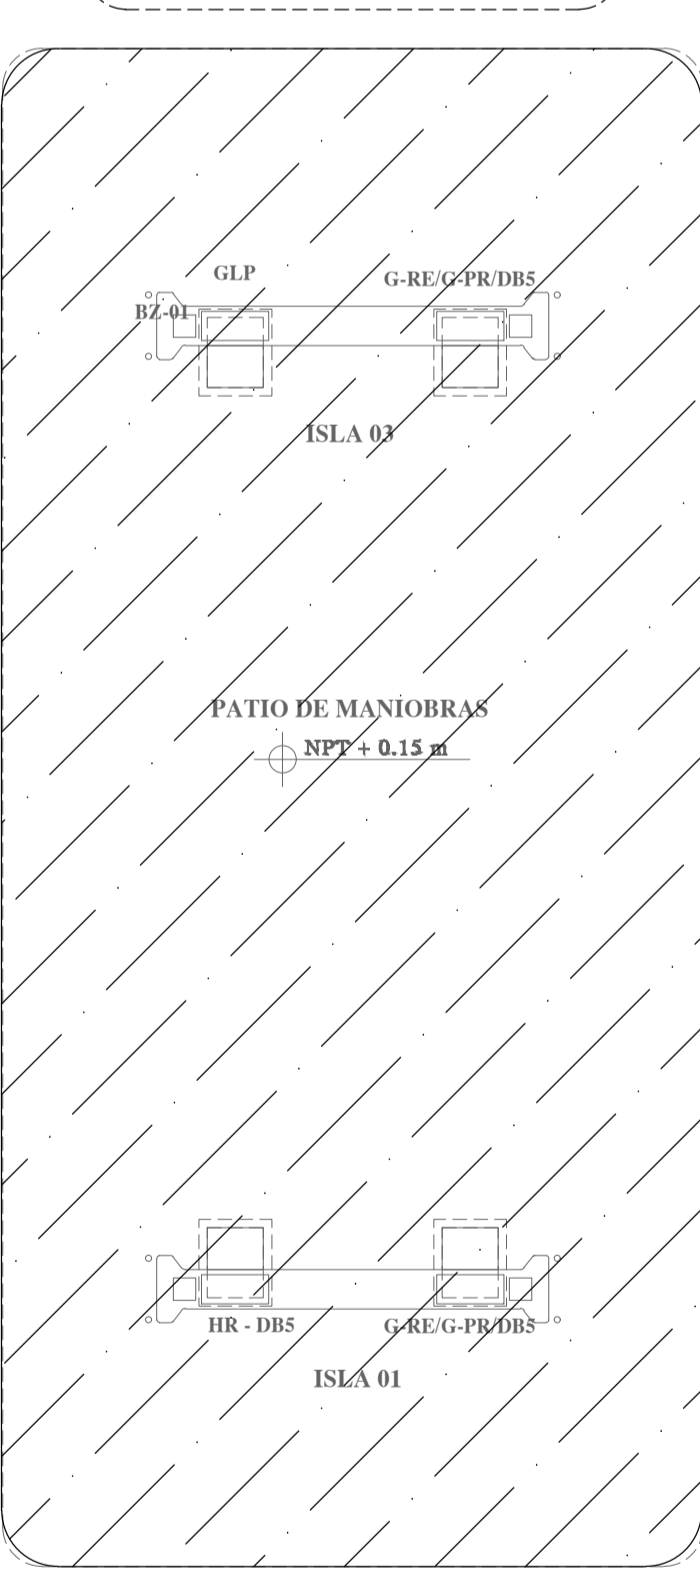 GLP
G-RE/G-PR/DB5
BZ-01
ISLA 03
PATIO DE MANIOBRAS
NPT + 0.15 m
HR - DB5
G-RE/G-PR/DB5
ISLA 01